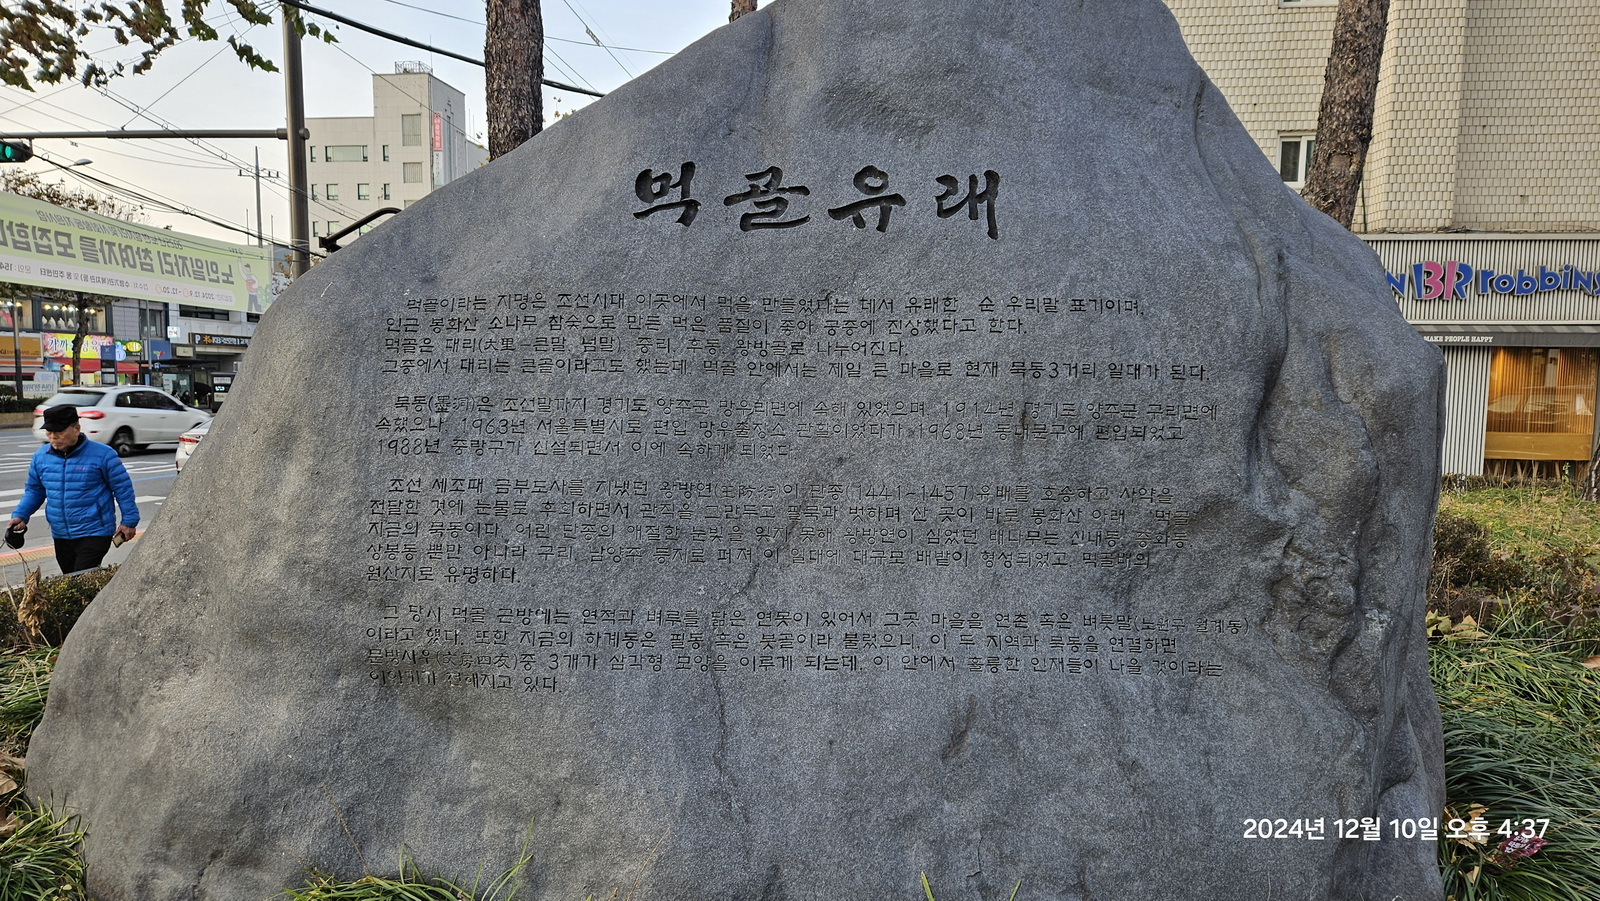 먹골유래
먹골이라는 지명은 조선시대 이곳에서 먹을 만들었다는 데서 유래한 순 우리말 표기이며,
인근 봉화산 소나무 참숯으로 만든 먹은 품질이 좋아 궁중에 진상했다고 한다.
먹골은 대리(大里-큰말, 넘말) 중리, 후동, 왕방골로 나누어진다.
그중에서 대리는 큰골이라고도 했는데, 먹골 안에서는 제일 큰 마을로 현재 묵동3거리 일대가 된다.
묵동(墨洞)은 조선말까지 경기도 양주군 망우리면에 속해 있었으며, 1914년 경기도 양주군 구리면에
속했으나, 1963년 서울특별시로 편입 망우출장소 관할이었다가 1968년 동대문구에 편입되었고
1988년 중랑구가 신설되면서 이에 속하게 되었다.
조선 세조때 금부도사를 지냈던 왕방연(王邦衍)이 단종(1441~1457)유배를 호송하고 사약을
전달한 것에 눈물로 후회하면서 관직을 그만두고 필묵과 벗하며 산 곳이 바로 봉화산 아래 먹골
지금의 묵동이다. 어린 단종의 애절한 눈빛을 잊지 못해 왕방연이 심었던 배나무는 신내동, 중화동,
상봉동 뿐만 아니라 구리, 남양주 등지로 퍼져 이 일대에 대규모 배밭이 형성되었고, 먹골배의
원산지로 유명하다.
그 당시 먹골 근방에는 연적과 벼루를 닮은 연못이 있어서 그곳 마을을 연촌 혹은 벼룻말(노원구 월계동)
이라고 했다. 또한 지금의 하계동은 필동 혹은 붓골이라 불렸으니, 이 두 지역과 묵동을 연결하면
문방사우(文房四友)중 3개가 삼각형 모양을 이루게 되는데, 이 안에서 훌륭한 인재들이 나올 것이라는
이야기가 전해지고 있다.
BR robbins
MAKE PEOPLE HAPPY
2024년 12월 10일 오후 4:37